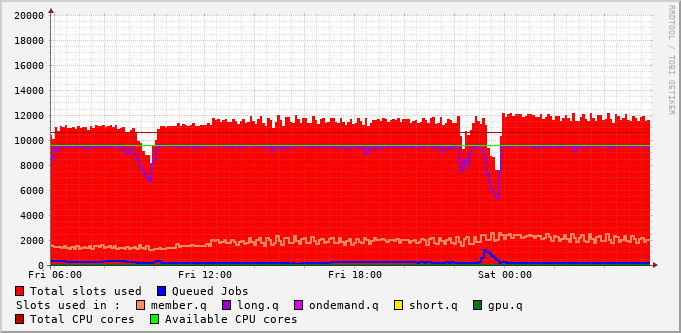 20000
18000
16000
14000
12000
10000
8000
6000
4000
2000
0
Fri 06:00 Fri 12:00 Fri 18:00 Sat 00:00
RRDTOOL / TOBI OETIKER
Total slots used Queued Jobs
Slots used in : member.q long.q ondemand.q short.q gpu.q
Total CPU cores Available CPU cores